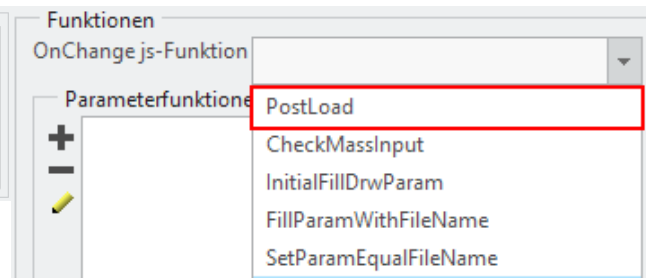 Funktionen
OnChange js-Funktion
Parameterfunktione
PostLoad
CheckMassInput
InitialFillDrwParam
FillParamWithFileName
SetParamEqualFileName